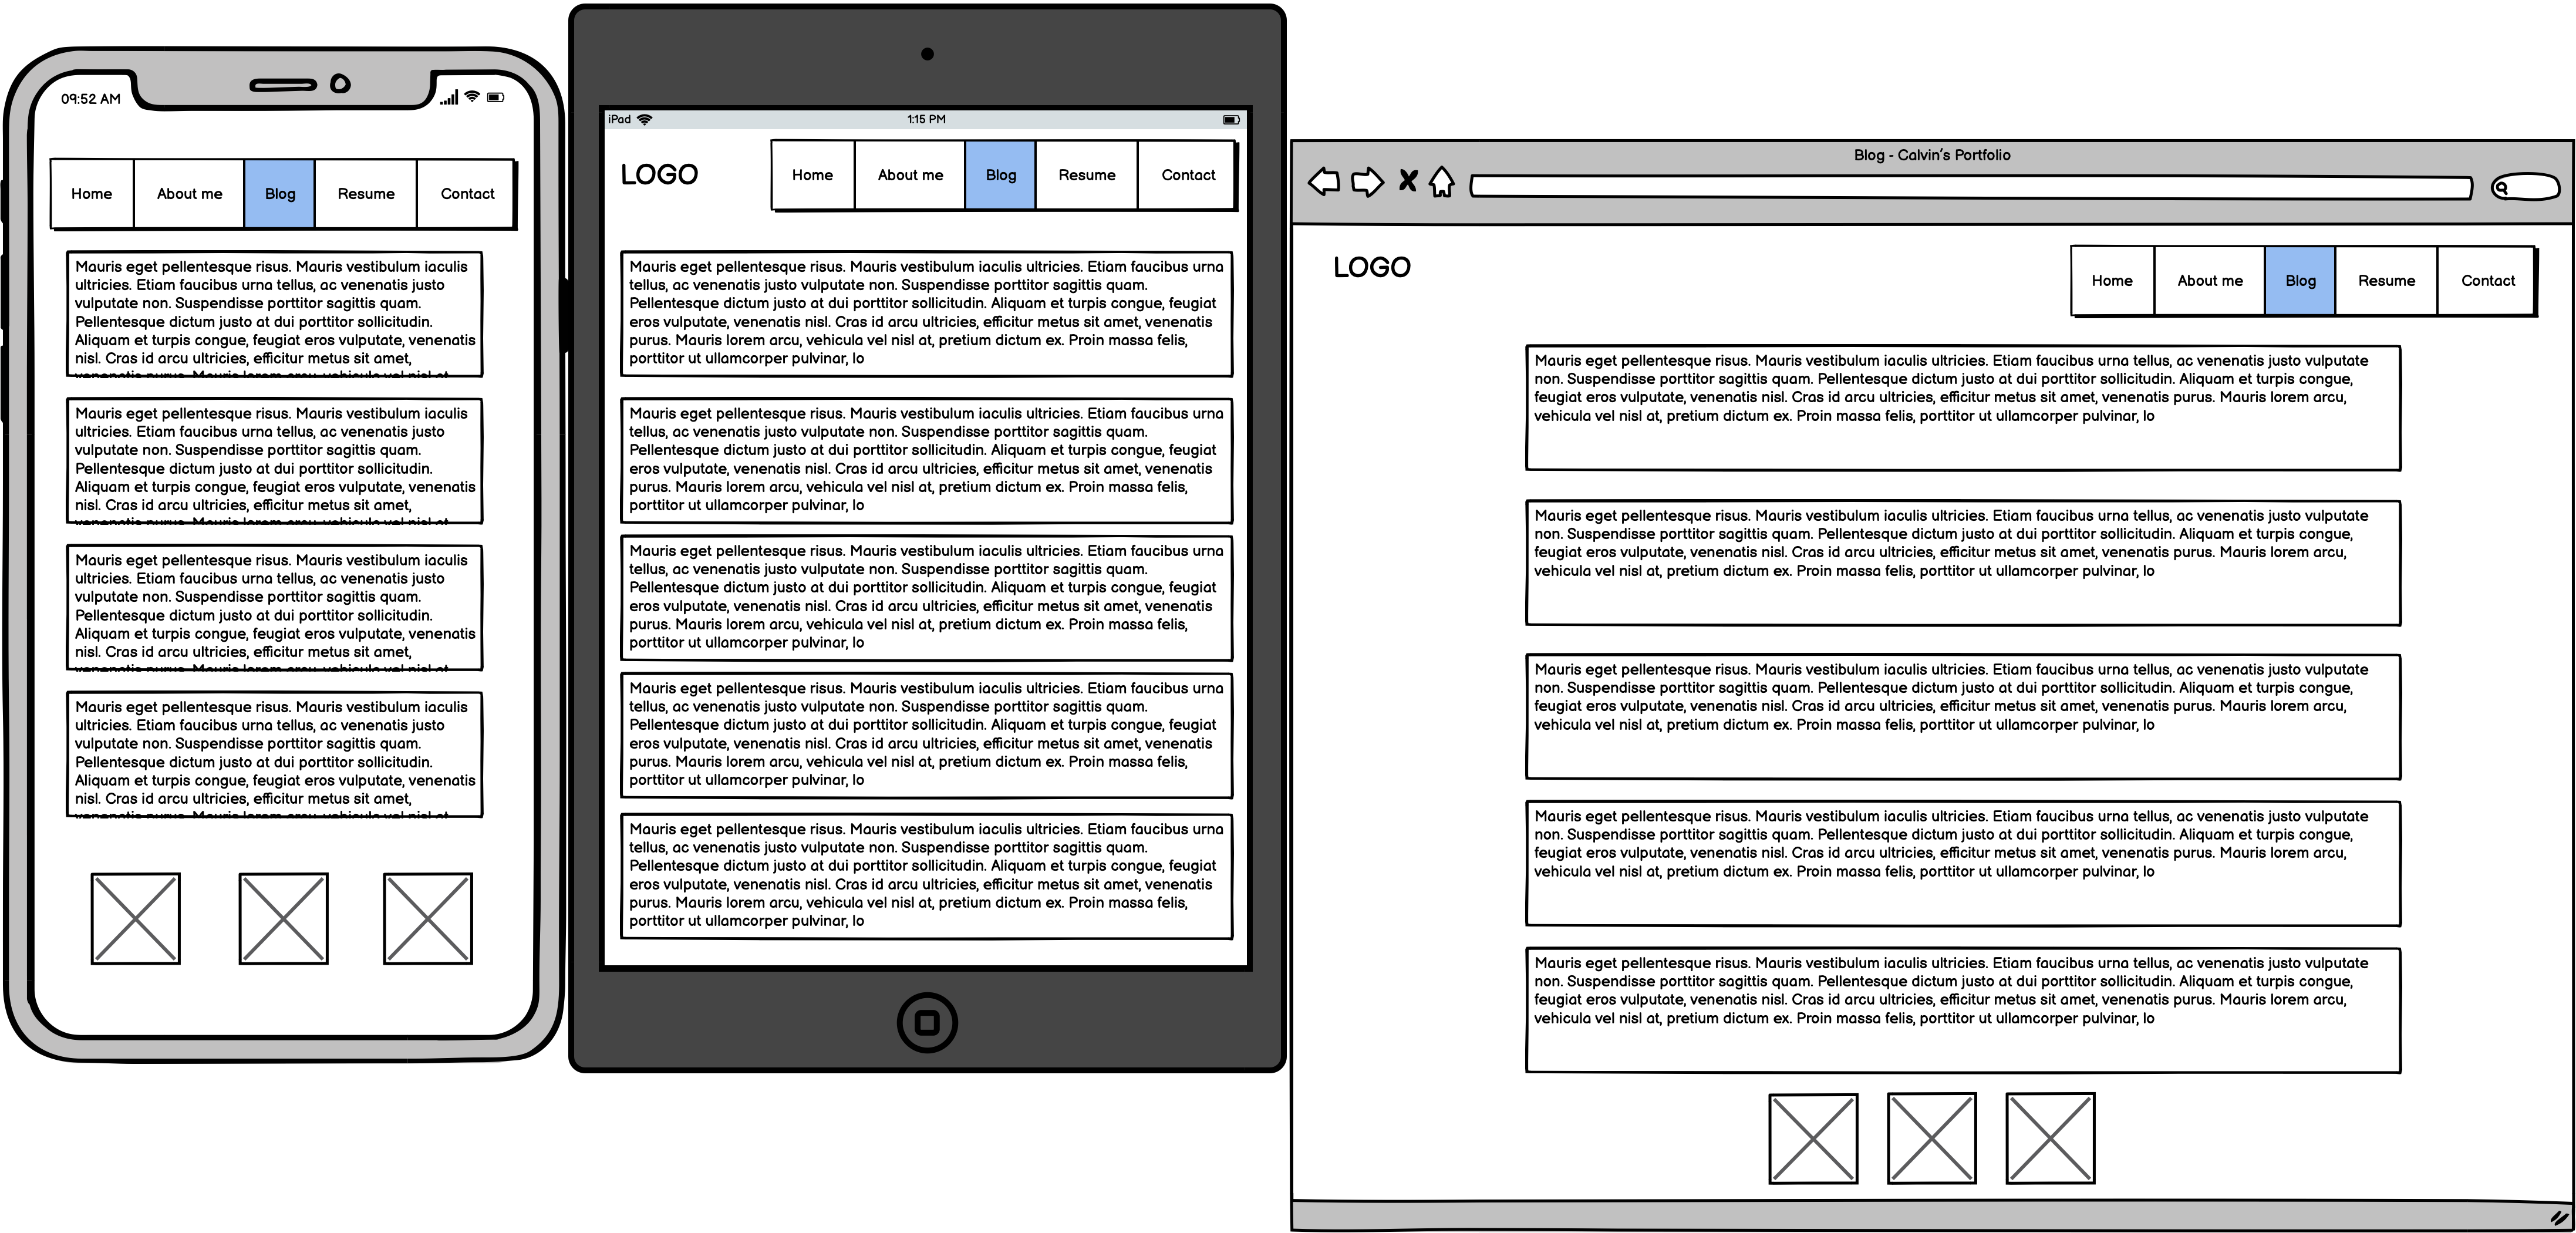 09:52 AM
Home
About me
Blog
Resume
Contact
Mauris eget pellentesque risus. Mauris vestibulum iaculis
ultricies. Etiam faucibus urna tellus, ac venenatis justo
vulputate non. Suspendisse porttitor sagittis quam.
Pellentesque dictum justo at dui porttitor sollicitudin.
Aliquam et turpis congue, feugiat eros vulputate, venenatis
nisl. Cras id arcu ultricies, efficitur metus sit amet,
venenatis purus. Mauris lorem arcu, vehicula vel nisl at,
Mauris eget pellentesque risus. Mauris vestibulum iaculis
ultricies. Etiam faucibus urna tellus, ac venenatis justo
vulputate non. Suspendisse porttitor sagittis quam.
Pellentesque dictum justo at dui porttitor sollicitudin.
Aliquam et turpis congue, feugiat eros vulputate, venenatis
nisl. Cras id arcu ultricies, efficitur metus sit amet,
venenatis purus. Mauris lorem arcu, vehicula vel nisl at,
Mauris eget pellentesque risus. Mauris vestibulum iaculis
ultricies. Etiam faucibus urna tellus, ac venenatis justo
vulputate non. Suspendisse porttitor sagittis quam.
Pellentesque dictum justo at dui porttitor sollicitudin.
Aliquam et turpis congue, feugiat eros vulputate, venenatis
nisl. Cras id arcu ultricies, efficitur metus sit amet,
venenatis purus. Mauris lorem arcu, vehicula vel nisl at,
Mauris eget pellentesque risus. Mauris vestibulum iaculis
ultricies. Etiam faucibus urna tellus, ac venenatis justo
vulputate non. Suspendisse porttitor sagittis quam.
Pellentesque dictum justo at dui porttitor sollicitudin.
Aliquam et turpis congue, feugiat eros vulputate, venenatis
nisl. Cras id arcu ultricies, efficitur metus sit amet,
venenatis purus. Mauris lorem arcu, vehicula vel nisl at,
iPad
1:15 PM
LOGO
Home
About me
Blog
Resume
Contact
Mauris eget pellentesque risus. Mauris vestibulum iaculis ultricies. Etiam faucibus urna
tellus, ac venenatis justo vulputate non. Suspendisse porttitor sagittis quam.
Pellentesque dictum justo at dui porttitor sollicitudin. Aliquam et turpis congue, feugiat
eros vulputate, venenatis nisl. Cras id arcu ultricies, efficitur metus sit amet, venenatis
purus. Mauris lorem arcu, vehicula vel nisl at, pretium dictum ex. Proin massa felis,
porttitor ut ullamcorper pulvinar, lo
Mauris eget pellentesque risus. Mauris vestibulum iaculis ultricies. Etiam faucibus urna
tellus, ac venenatis justo vulputate non. Suspendisse porttitor sagittis quam.
Pellentesque dictum justo at dui porttitor sollicitudin. Aliquam et turpis congue, feugiat
eros vulputate, venenatis nisl. Cras id arcu ultricies, efficitur metus sit amet, venenatis
purus. Mauris lorem arcu, vehicula vel nisl at, pretium dictum ex. Proin massa felis,
porttitor ut ullamcorper pulvinar, lo
Mauris eget pellentesque risus. Mauris vestibulum iaculis ultricies. Etiam faucibus urna
tellus, ac venenatis justo vulputate non. Suspendisse porttitor sagittis quam.
Pellentesque dictum justo at dui porttitor sollicitudin. Aliquam et turpis congue, feugiat
eros vulputate, venenatis nisl. Cras id arcu ultricies, efficitur metus sit amet, venenatis
purus. Mauris lorem arcu, vehicula vel nisl at, pretium dictum ex. Proin massa felis,
porttitor ut ullamcorper pulvinar, lo
Mauris eget pellentesque risus. Mauris vestibulum iaculis ultricies. Etiam faucibus urna
tellus, ac venenatis justo vulputate non. Suspendisse porttitor sagittis quam.
Pellentesque dictum justo at dui porttitor sollicitudin. Aliquam et turpis congue, feugiat
eros vulputate, venenatis nisl. Cras id arcu ultricies, efficitur metus sit amet, venenatis
purus. Mauris lorem arcu, vehicula vel nisl at, pretium dictum ex. Proin massa felis,
porttitor ut ullamcorper pulvinar, lo
Mauris eget pellentesque risus. Mauris vestibulum iaculis ultricies. Etiam faucibus urna
tellus, ac venenatis justo vulputate non. Suspendisse porttitor sagittis quam.
Pellentesque dictum justo at dui porttitor sollicitudin. Aliquam et turpis congue, feugiat
eros vulputate, venenatis nisl. Cras id arcu ultricies, efficitur metus sit amet, venenatis
purus. Mauris lorem arcu, vehicula vel nisl at, pretium dictum ex. Proin massa felis,
porttitor ut ullamcorper pulvinar, lo
Blog - Calvin's Portfolio
LOGO
Home
About me
Blog
Resume
Contact
Mauris eget pellentesque risus. Mauris vestibulum iaculis ultricies. Etiam faucibus urna tellus, ac venenatis justo vulputate
non. Suspendisse porttitor sagittis quam. Pellentesque dictum justo at dui porttitor sollicitudin. Aliquam et turpis congue,
feugiat eros vulputate, venenatis nisl. Cras id arcu ultricies, efficitur metus sit amet, venenatis purus. Mauris lorem arcu,
vehicula vel nisl at, pretium dictum ex. Proin massa felis, porttitor ut ullamcorper pulvinar, lo
Mauris eget pellentesque risus. Mauris vestibulum iaculis ultricies. Etiam faucibus urna tellus, ac venenatis justo vulputate
non. Suspendisse porttitor sagittis quam. Pellentesque dictum justo at dui porttitor sollicitudin. Aliquam et turpis congue,
feugiat eros vulputate, venenatis nisl. Cras id arcu ultricies, efficitur metus sit amet, venenatis purus. Mauris lorem arcu,
vehicula vel nisl at, pretium dictum ex. Proin massa felis, porttitor ut ullamcorper pulvinar, lo
Mauris eget pellentesque risus. Mauris vestibulum iaculis ultricies. Etiam faucibus urna tellus, ac venenatis justo vulputate
non. Suspendisse porttitor sagittis quam. Pellentesque dictum justo at dui porttitor sollicitudin. Aliquam et turpis congue,
feugiat eros vulputate, venenatis nisl. Cras id arcu ultricies, efficitur metus sit amet, venenatis purus. Mauris lorem arcu,
vehicula vel nisl at, pretium dictum ex. Proin massa felis, porttitor ut ullamcorper pulvinar, lo
Mauris eget pellentesque risus. Mauris vestibulum iaculis ultricies. Etiam faucibus urna tellus, ac venenatis justo vulputate
non. Suspendisse porttitor sagittis quam. Pellentesque dictum justo at dui porttitor sollicitudin. Aliquam et turpis congue,
feugiat eros vulputate, venenatis nisl. Cras id arcu ultricies, efficitur metus sit amet, venenatis purus. Mauris lorem arcu,
vehicula vel nisl at, pretium dictum ex. Proin massa felis, porttitor ut ullamcorper pulvinar, lo
Mauris eget pellentesque risus. Mauris vestibulum iaculis ultricies. Etiam faucibus urna tellus, ac venenatis justo vulputate
non. Suspendisse porttitor sagittis quam. Pellentesque dictum justo at dui porttitor sollicitudin. Aliquam et turpis congue,
feugiat eros vulputate, venenatis nisl. Cras id arcu ultricies, efficitur metus sit amet, venenatis purus. Mauris lorem arcu,
vehicula vel nisl at, pretium dictum ex. Proin massa felis, porttitor ut ullamcorper pulvinar, lo